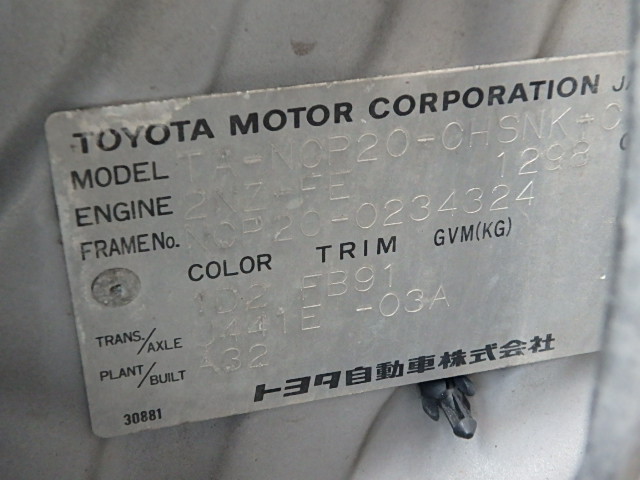 TOYOTA MOTOR CORPORATION JA
MODEL TA-NCP20-CHSNK-C
ENGINE 2NZ-FE 1298 C
FRAME No. NCP20-0234324
COLOR TRIM GVM(KG)
1D2 FB91
TRANS./AXLE U441E -03A
PLANT/BUILT A32
トヨタ自動車株式会社
30881